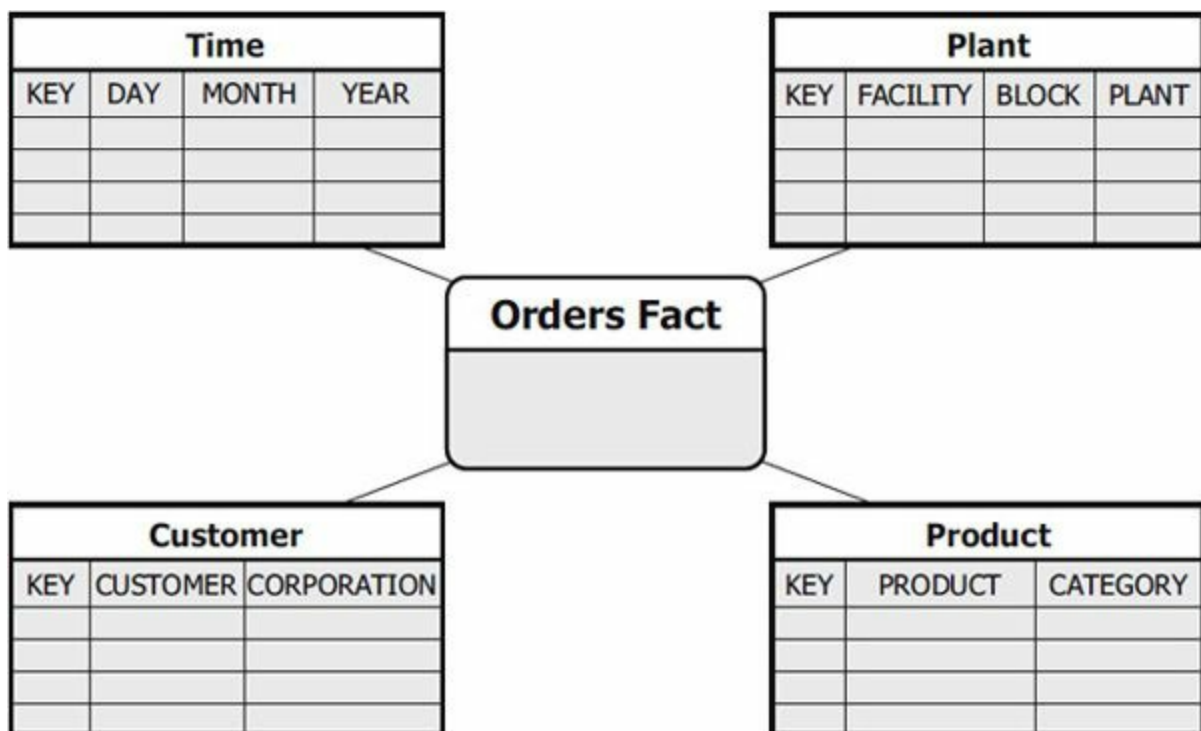 Time
KEY DAY MONTH YEAR
Plant
KEY FACILITY BLOCK PLANT
Orders Fact
Customer
KEY CUSTOMER CORPORATION
Product
KEY PRODUCT CATEGORY